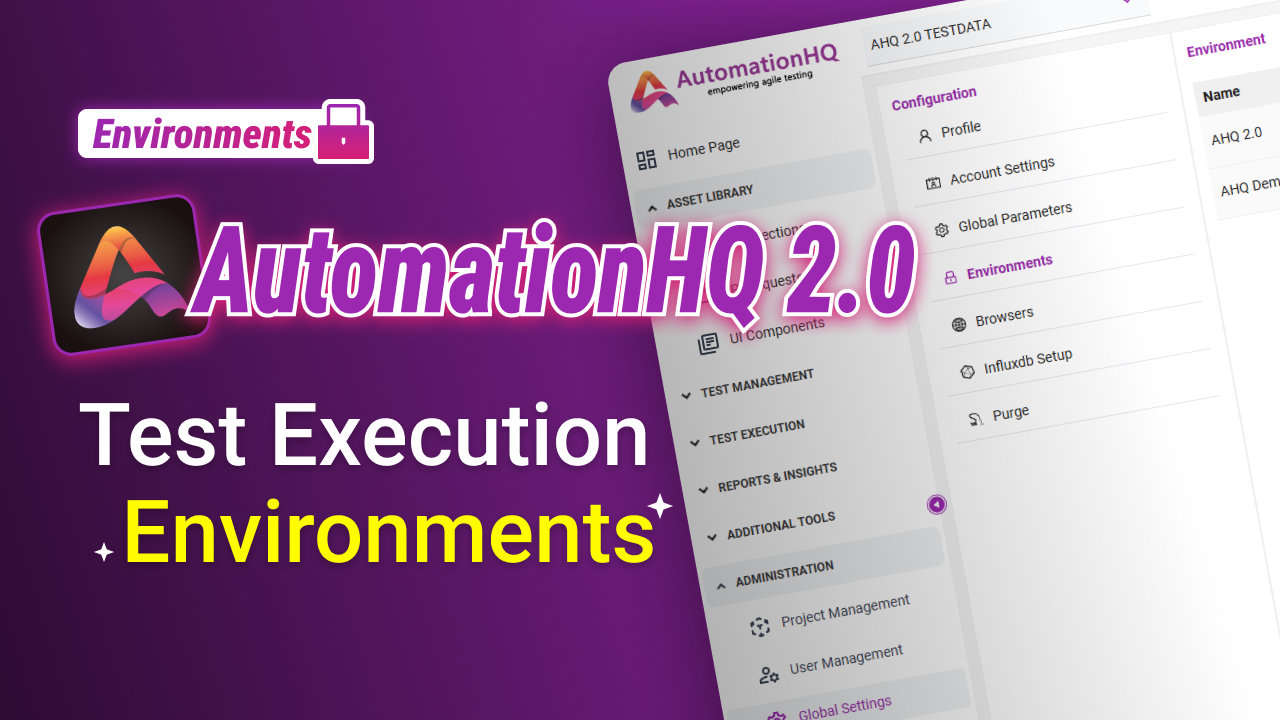 Environments
AutomationHQ 2.0
Test Execution
Environments
AutomationHQ
empowering agile testing
Home Page
ASSET LIBRARY
UI Components
TEST MANAGEMENT
TEST EXECUTION
REPORTS & INSIGHTS
ADDITIONAL TOOLS
ADMINISTRATION
Project Management
User Management
Global Settings
AHQ 2.0 TESTDATA
Configuration
Profile
Account Settings
Global Parameters
Environments
Browsers
Influxdb Setup
Purge
Environment
Name
AHQ 2.0
AHQ Dem